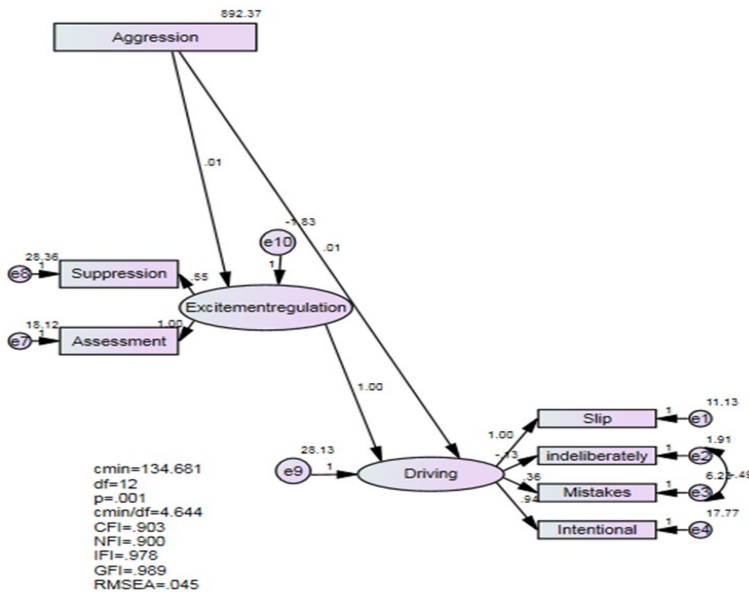 892.37
Aggression
.01
-1.83
.01
e10
1
28.36
e8
1
Suppression
.55
Excitementregulation
18.12
e7
1
Assessment
1.00
1.00
28.13
e9
1
Driving
1.00
-.13
.36
.94
Slip
1
11.13
e1
indeliberately
1
1.91
e2
Mistakes
1
e3
-.49
Intentional
1
17.77
e4
cmin=134.681
df=12
p=.001
cmin/df=4.644
CFI=.903
NFI=.900
IFI=.978
GFI=.989
RMSEA=.045